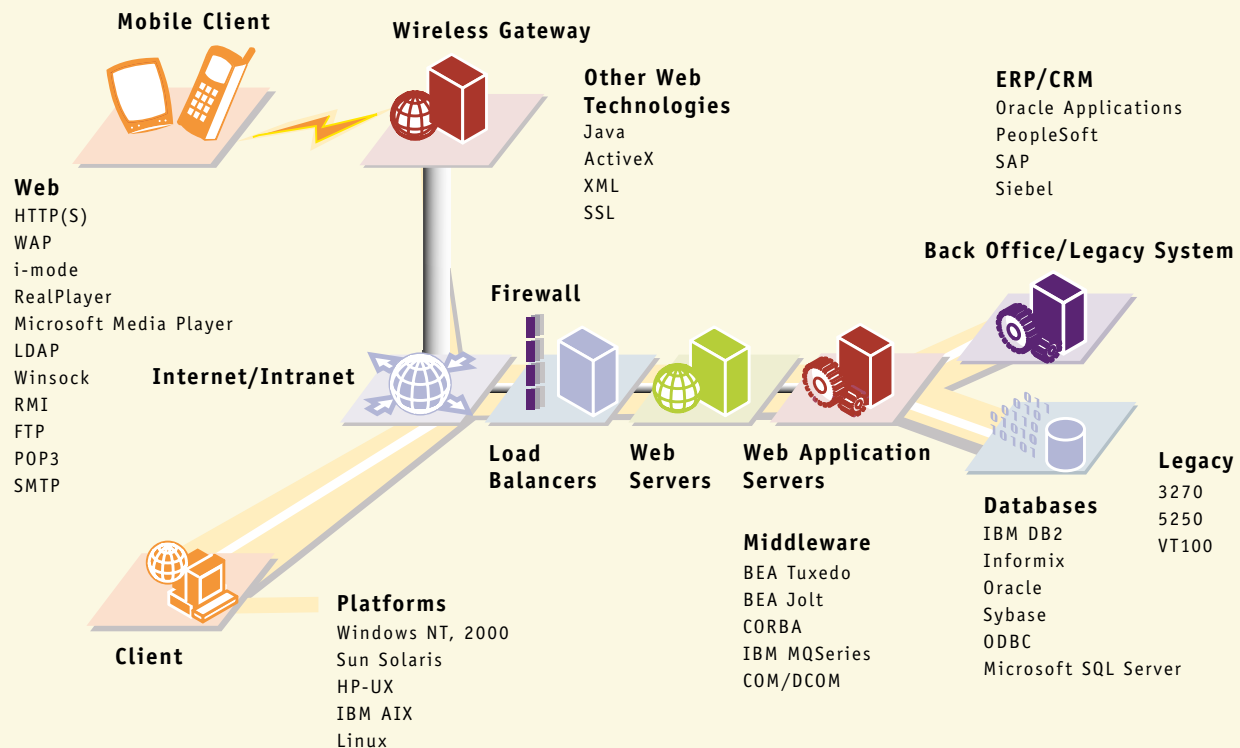 Mobile Client
Wireless Gateway
Other Web
Technologies
Java
ActiveX
XML
SSL
ERP/CRM
Oracle Applications
PeopleSoft
SAP
Siebel
Web
HTTP(S)
WAP
i-mode
RealPlayer
Microsoft Media Player
LDAP
Winsock
RMI
FTP
POP3
SMTP
Internet/Intranet
Firewall
Back Office/Legacy System
Load
Balancers
Web
Servers
Web Application
Servers
Databases
IBM DB2
Informix
Oracle
Sybase
ODBC
Microsoft SQL Server
Legacy
3270
5250
VT100
Middleware
BEA Tuxedo
BEA Jolt
CORBA
IBM MQSeries
COM/DCOM
Client
Platforms
Windows NT, 2000
Sun Solaris
HP-UX
IBM AIX
Linux